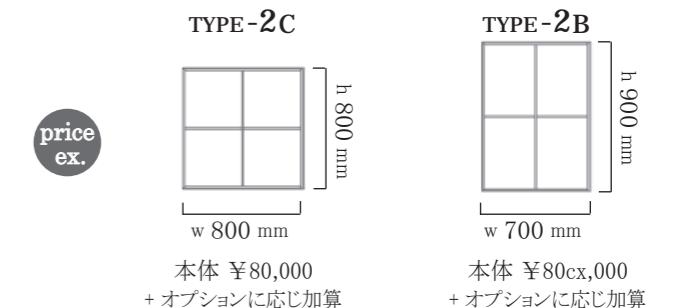 TYPE-2C
TYPE-2B
price
ex.
h 800 mm
w 800 mm
h 900 mm
w 700 mm
本体 ¥80,000
+ オプションに応じ加算
本体 ¥80cx,000
+ オプションに応じ加算